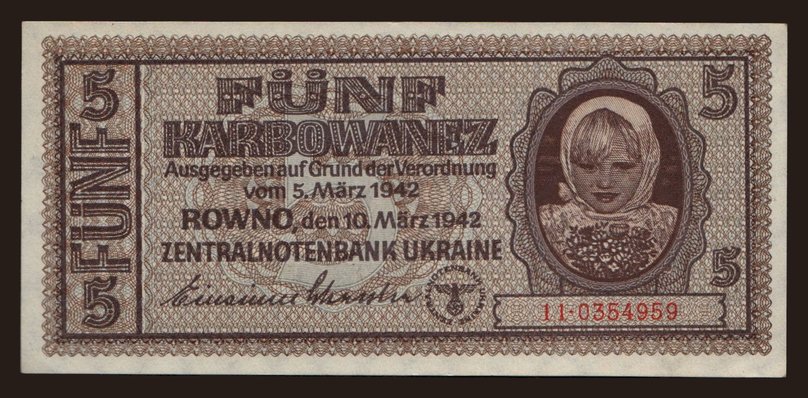 5 FÜNF 5
FÜNF
KARBOWANEZ
Ausgegeben auf Grund der Verordnung
vom 5. März 1942
ROWNO, den 10. März 1942
ZENTRALNOTENBANK UKRAINE
5
5
11·0354959